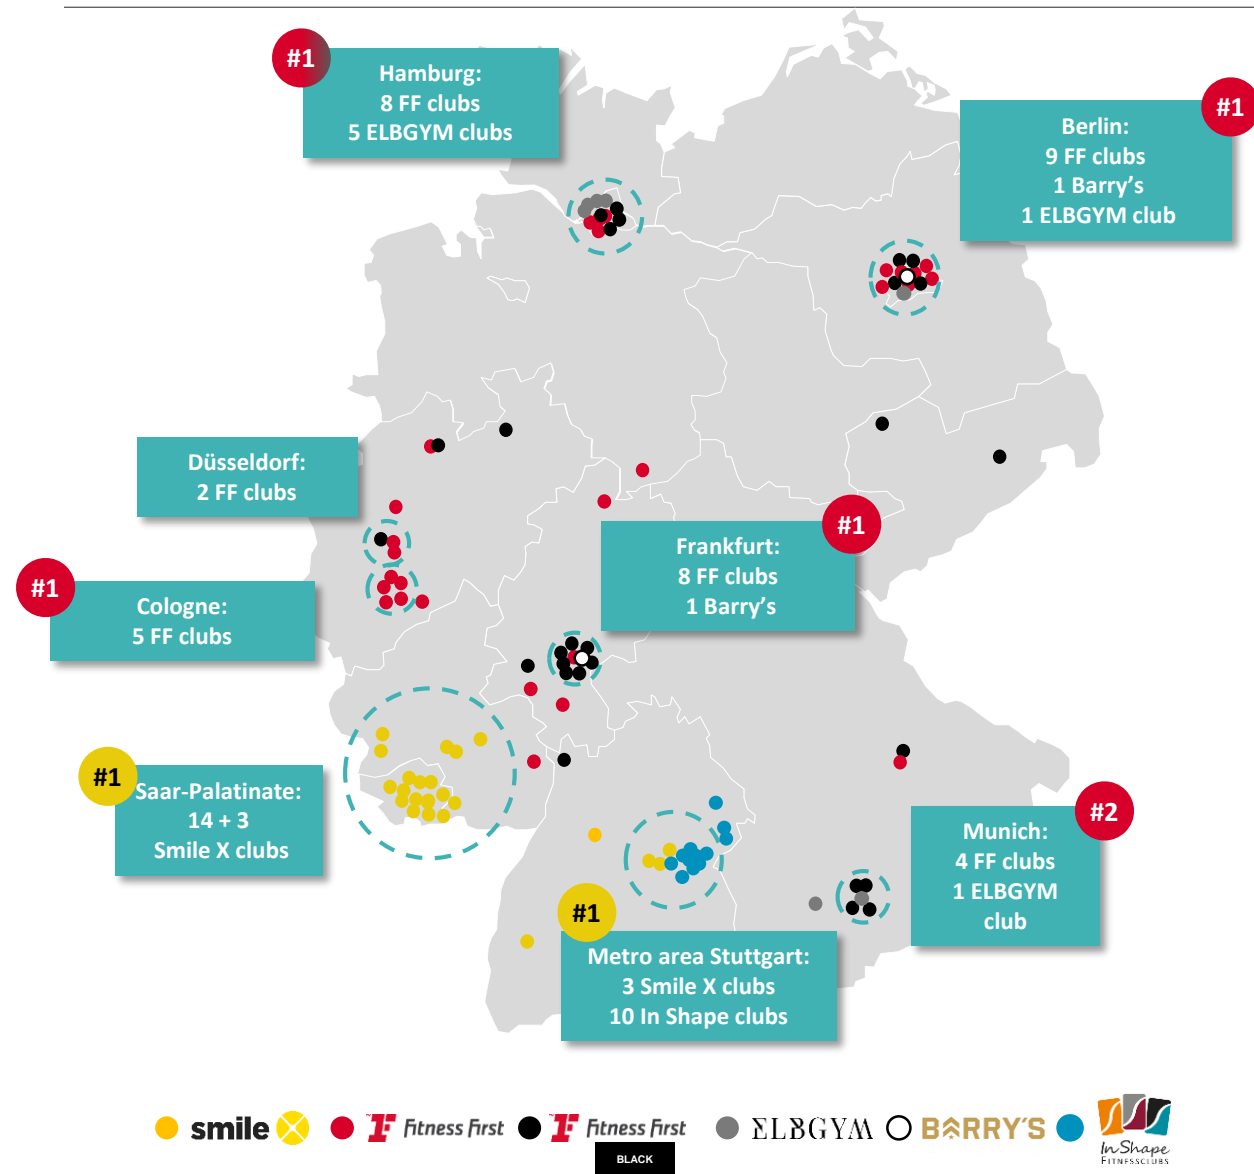 #1
Hamburg:
8 FF clubs
5 ELBGYM clubs
#1
Berlin:
9 FF clubs
1 Barry's
1 ELBGYM club
Düsseldorf:
2 FF clubs
#1
Frankfurt:
8 FF clubs
1 Barry's
#1
Cologne:
5 FF clubs
#1
Saar-Palatinate:
14 + 3
Smile X clubs
#2
Munich:
4 FF clubs
1 ELBGYM
club
#1
Metro area Stuttgart:
3 Smile X clubs
10 In Shape clubs
smile
Fitness First
Fitness First
BLACK
ELBGYM
BARRY'S
In Shape
FITNESSCLUBS